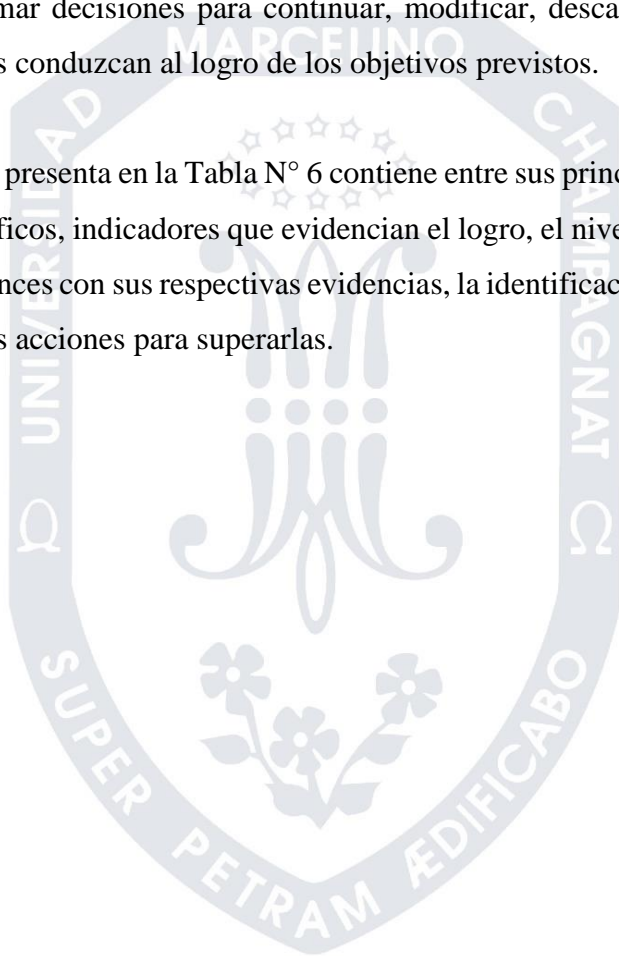 mar decisiones para continuar, modificar, desca
s conduzcan al logro de los objetivos previstos.
presenta en la Tabla N° 6 contiene entre sus princ
ficos, indicadores que evidencian el logro, el nive
nces con sus respectivas evidencias, la identificac
s acciones para superarlas.
UNIVERSIDAD
MARCELINO
CHAMPAGNAT
Ω
Ω
SUPER PETRAM ÆDIFICABO